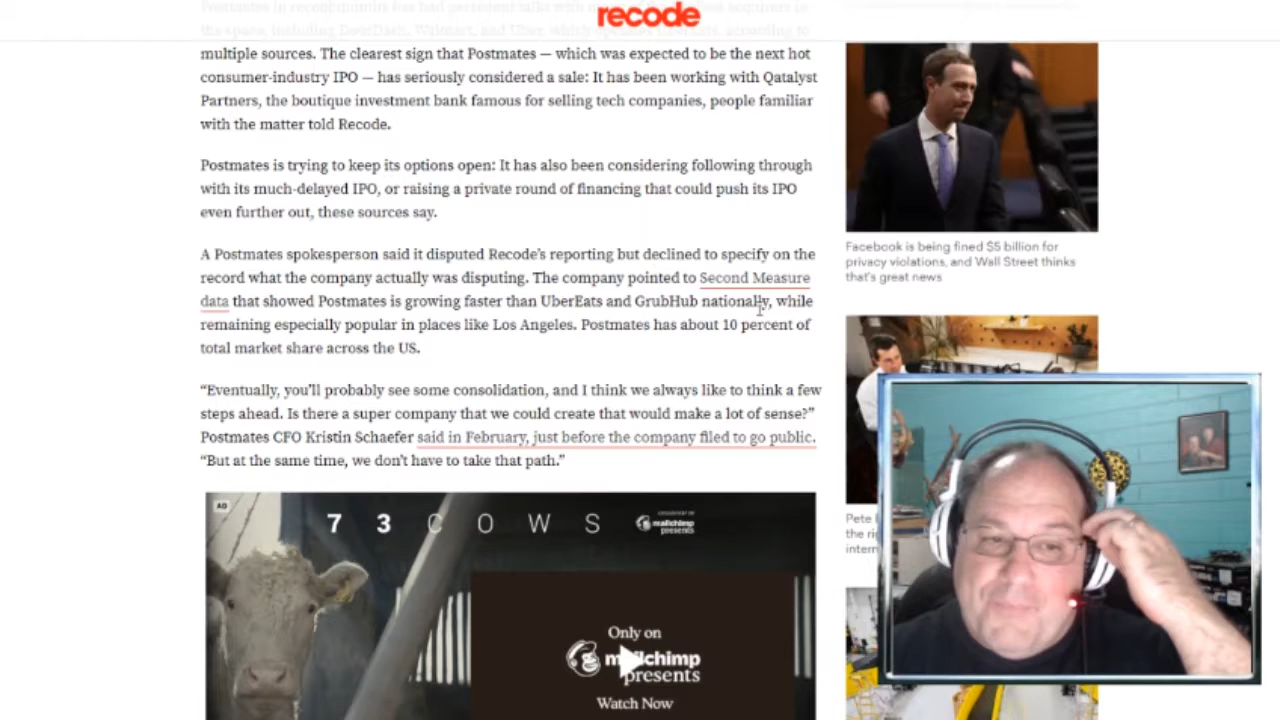 recode
multiple sources. The clearest sign that Postmates — which was expected to be the next hot
consumer-industry IPO — has seriously considered a sale: It has been working with Qatalyst
Partners, the boutique investment bank famous for selling tech companies, people familiar
with the matter told Recode.
Postmates is trying to keep its options open: It has also been considering following through
with its much-delayed IPO, or raising a private round of financing that could push its IPO
even further out, these sources say.
A Postmates spokesperson said it disputed Recode's reporting but declined to specify on the
record what the company actually was disputing. The company pointed to Second Measure
data that showed Postmates is growing faster than UberEats and GrubHub nationally, while
remaining especially popular in places like Los Angeles. Postmates has about 10 percent of
total market share across the US.
“Eventually, you'll probably see some consolidation, and I think we always like to think a few
steps ahead. Is there a super company that we could create that would make a lot of sense?”
Postmates CFO Kristin Schaefer said in February, just before the company filed to go public.
“But at the same time, we don't have to take that path.”
AD
73 COWS
mailchimp
presents
Only on
mailchimp
presents
Watch Now
Facebook is being fined $5 billion for
privacy violations, and Wall Street thinks
that's great news
Pete
the
intern